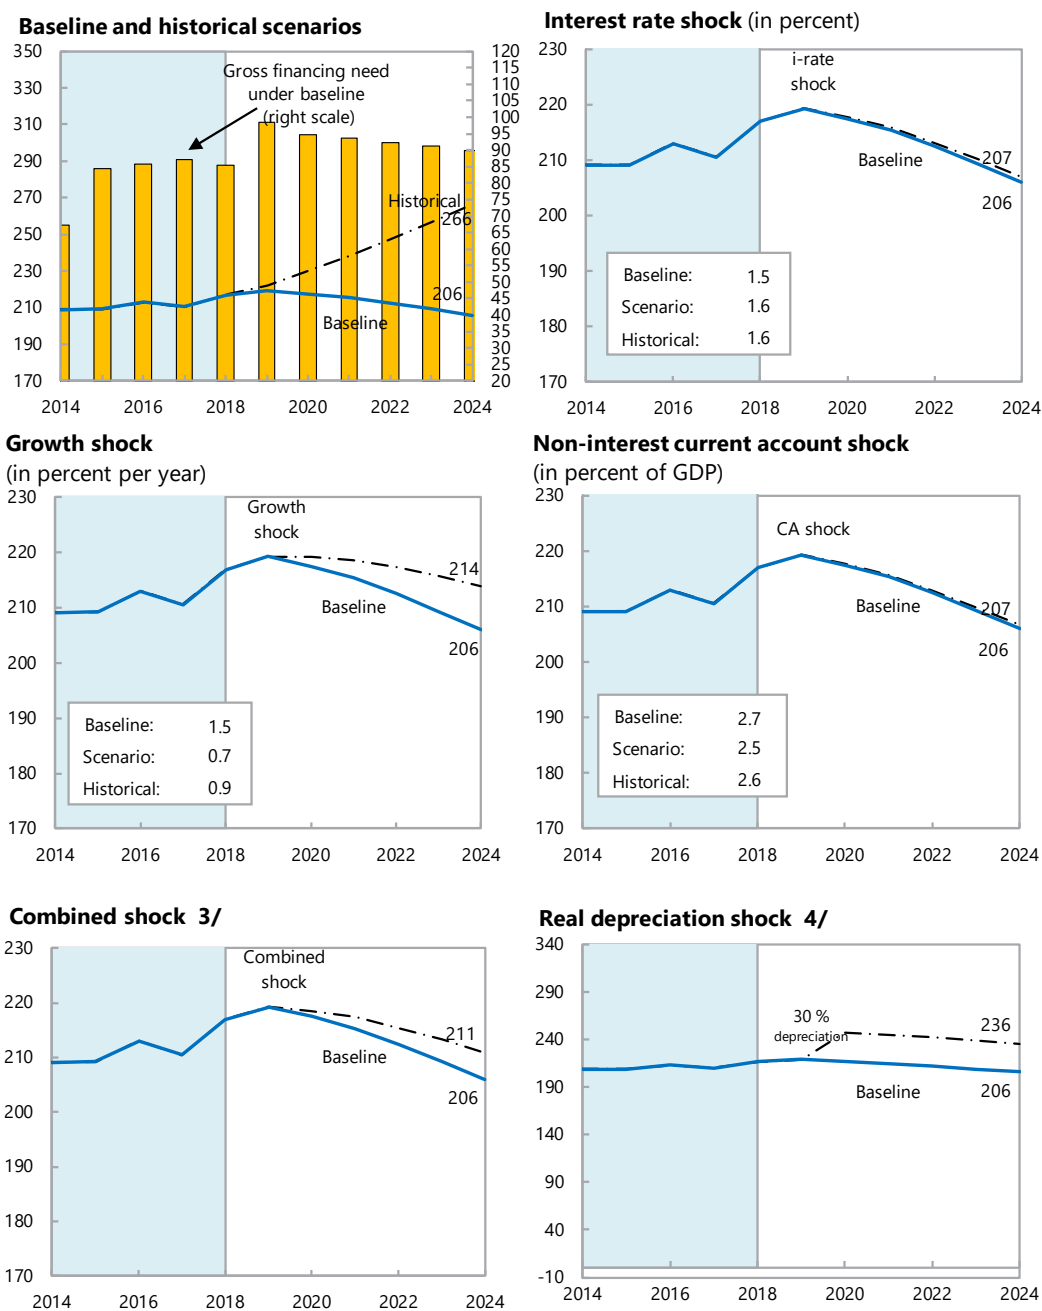 Baseline and historical scenarios
350
330
310
290
270
250
230
210
190
170
120
115
110
105
100
95
90
85
80
75
70
65
60
55
50
45
40
35
30
25
20
Gross financing need
under baseline
(right scale)
Historical
266
206
Baseline
2014 2016 2018 2020 2022 2024
Interest rate shock (in percent)
230
220
210
200
190
180
170
i-rate
shock
Baseline
207
206
Baseline: 1.5
Scenario: 1.6
Historical: 1.6
2014 2016 2018 2020 2022 2024
Growth shock
(in percent per year)
230
220
210
200
190
180
170
Growth
shock
214
Baseline
206
Baseline: 1.5
Scenario: 0.7
Historical: 0.9
2014 2016 2018 2020 2022 2024
Non-interest current account shock
(in percent of GDP)
230
220
210
200
190
180
170
CA shock
Baseline
207
206
Baseline: 2.7
Scenario: 2.5
Historical: 2.6
2014 2016 2018 2020 2022 2024
Combined shock 3/
230
220
210
200
190
180
170
Combined
shock
211
Baseline
206
2014 2016 2018 2020 2022 2024
Real depreciation shock 4/
340
290
240
190
140
90
40
-10
30 %
depreciation
236
Baseline
206
2014 2016 2018 2020 2022 2024